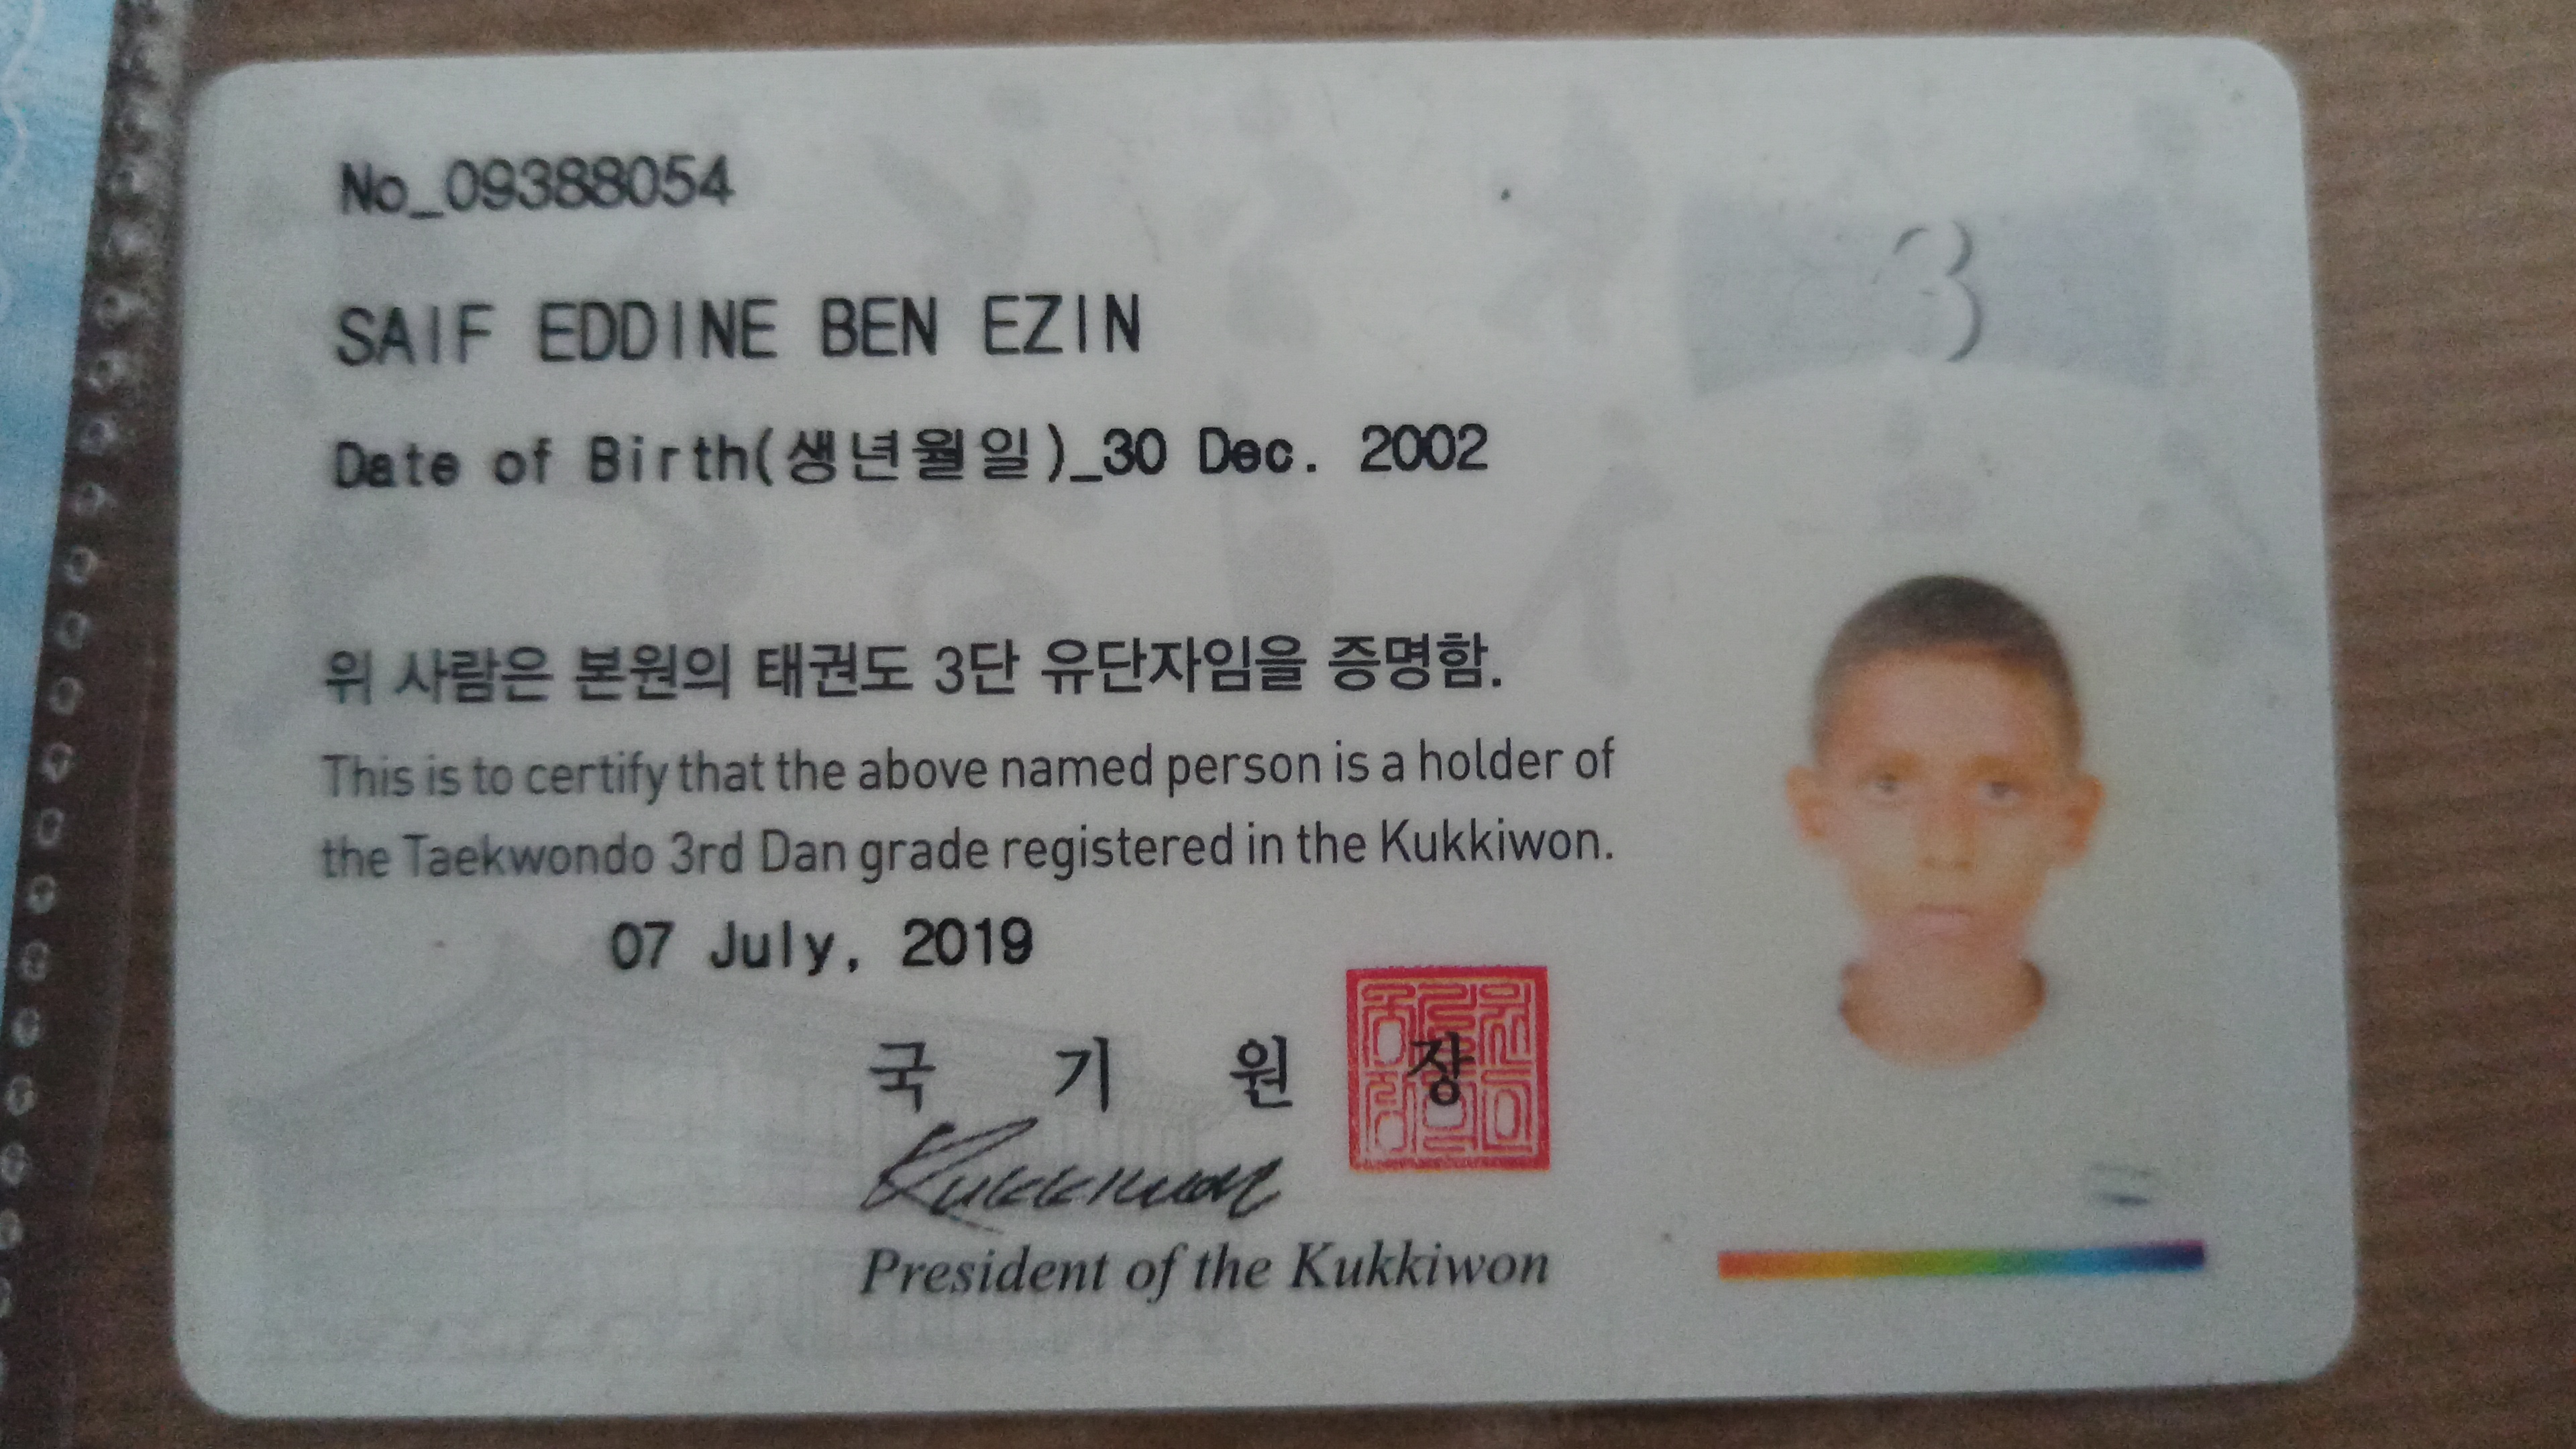 No_09388054
3
SAIF EDDINE BEN EZIN
Date of Birth(생년월일)_30 Dec. 2002
위 사람은 본원의 태권도 3단 유단자임을 증명함.
This is to certify that the above named person is a holder of
the Taekwondo 3rd Dan grade registered in the Kukkiwon.
07 July, 2019
국 기 원 장
Kukkiwon
President of the Kukkiwon